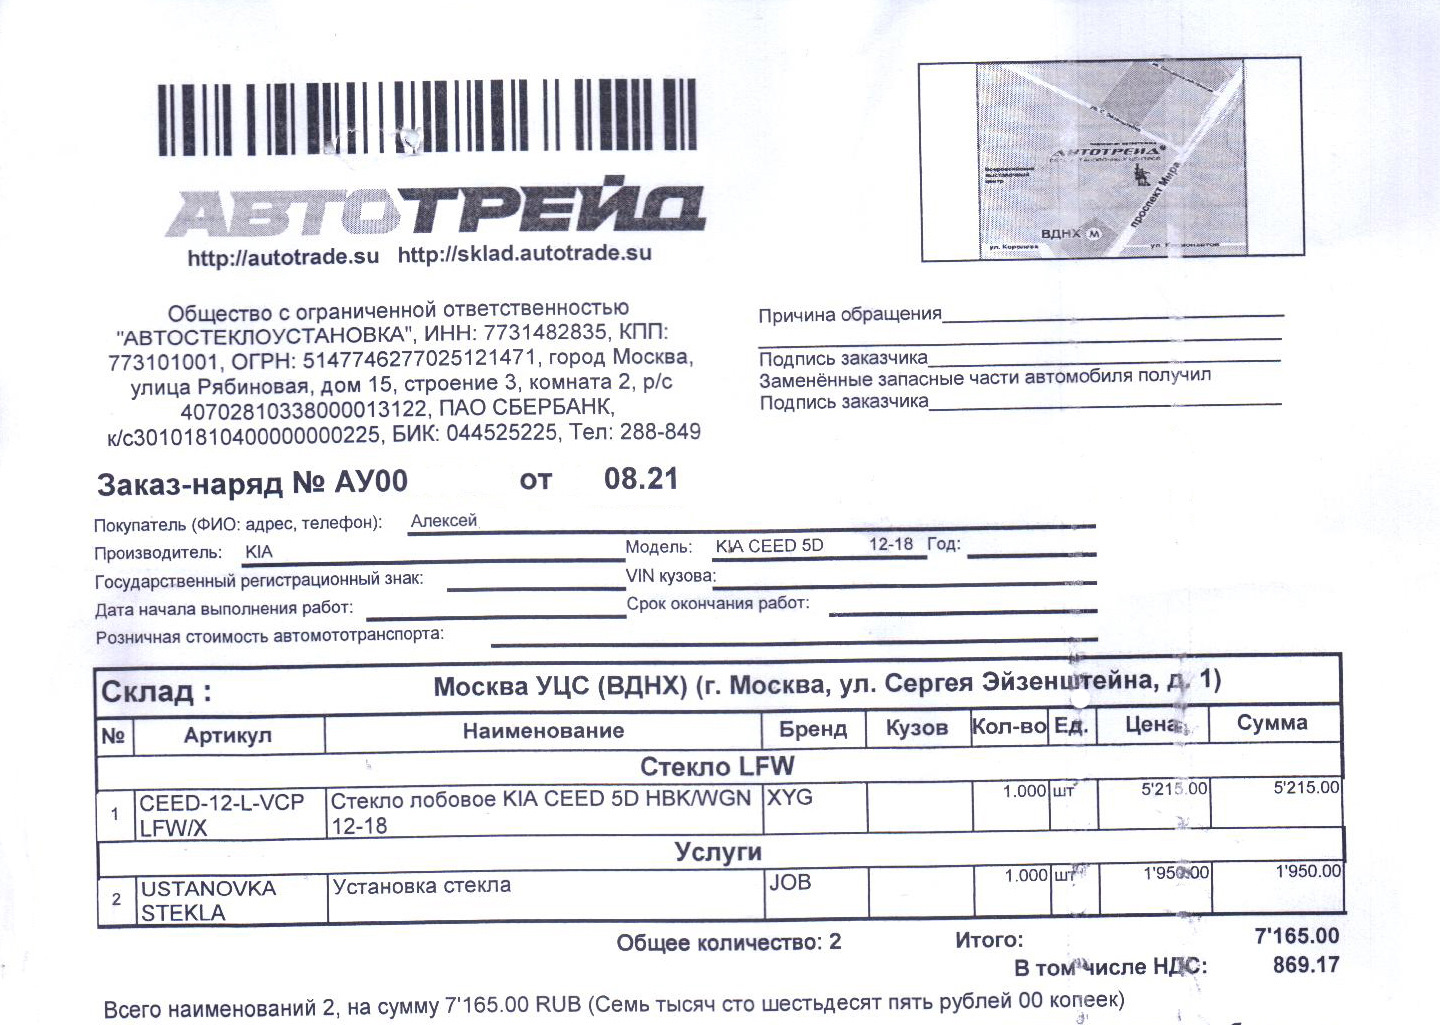 АВТОТРЕЙД
http://autotrade.su http://sklad.autotrade.su
АВТОТРЕЙД
ВДНХ М
проспект Мира
ул. Королева
ул. Космонавтов
Общество с ограниченной ответственностью
"АВТОСТЕКЛОУСТАНОВКА", ИНН: 7731482835, КПП:
773101001, ОГРН: 5147746277025121471, город Москва,
улица Рябиновая, дом 15, строение 3, комната 2, р/с
40702810338000013122, ПАО СБЕРБАНК,
к/с30101810400000000225, БИК: 044525225, Тел: 288-849
Причина обращения
Подпись заказчика
Заменённые запасные части автомобиля получил
Подпись заказчика
Заказ-наряд № АУ00 от 08.21
Покупатель (ФИО: адрес, телефон): Алексей
Производитель: KIA Модель: KIA CEED 5D 12-18 Год:
Государственный регистрационный знак: VIN кузова:
Дата начала выполнения работ: Срок окончания работ:
Розничная стоимость автомототранспорта:
Склад : Москва УЦС (ВДНХ) (г. Москва, ул. Сергея Эйзенштейна, д. 1)
№ Артикул Наименование Бренд Кузов Кол-во Ед. Цена Сумма
Стекло LFW
1 CEED-12-L-VCP Стекло лобовое KIA CEED 5D HBK/WGN XYG 1.000 шт 5'215.00 5'215.00
LFW/X 12-18
Услуги
2 USTANOVKA Установка стекла JOB 1.000 шт 1'950.00 1'950.00
STEKLA
Общее количество: 2 Итого: 7'165.00
В том числе НДС: 869.17
Всего наименований 2, на сумму 7'165.00 RUB (Семь тысяч сто шестьдесят пять рублей 00 копеек)